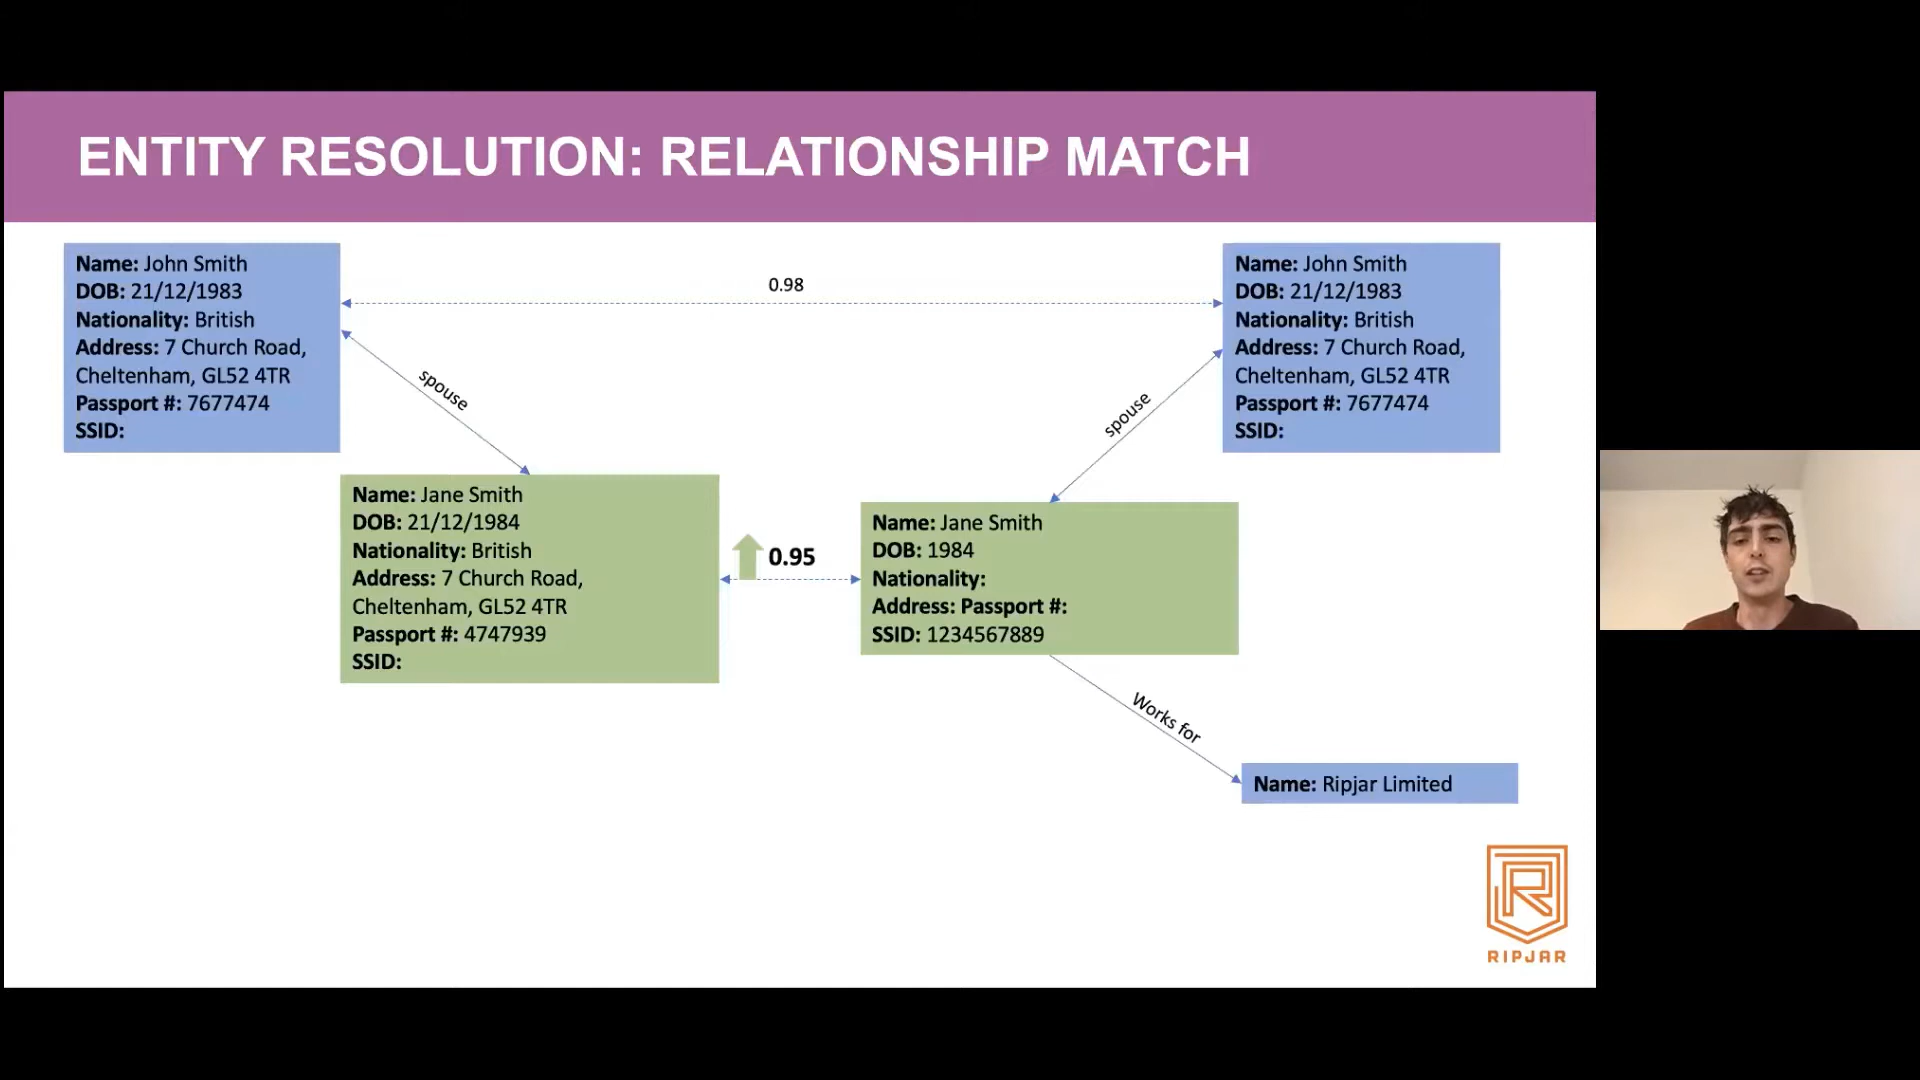 ENTITY RESOLUTION: RELATIONSHIP MATCH
Name: John Smith
DOB: 21/12/1983
Nationality: British
Address: 7 Church Road,
Cheltenham, GL52 4TR
Passport #: 7677474
SSID:
0.98
Name: John Smith
DOB: 21/12/1983
Nationality: British
Address: 7 Church Road,
Cheltenham, GL52 4TR
Passport #: 7677474
SSID:
spouse
spouse
Name: Jane Smith
DOB: 21/12/1984
Nationality: British
Address: 7 Church Road,
Cheltenham, GL52 4TR
Passport #: 4747939
SSID:
0.95
Name: Jane Smith
DOB: 1984
Nationality:
Address: Passport #:
SSID: 1234567889
Works for
Name: Ripjar Limited
RIPJAR